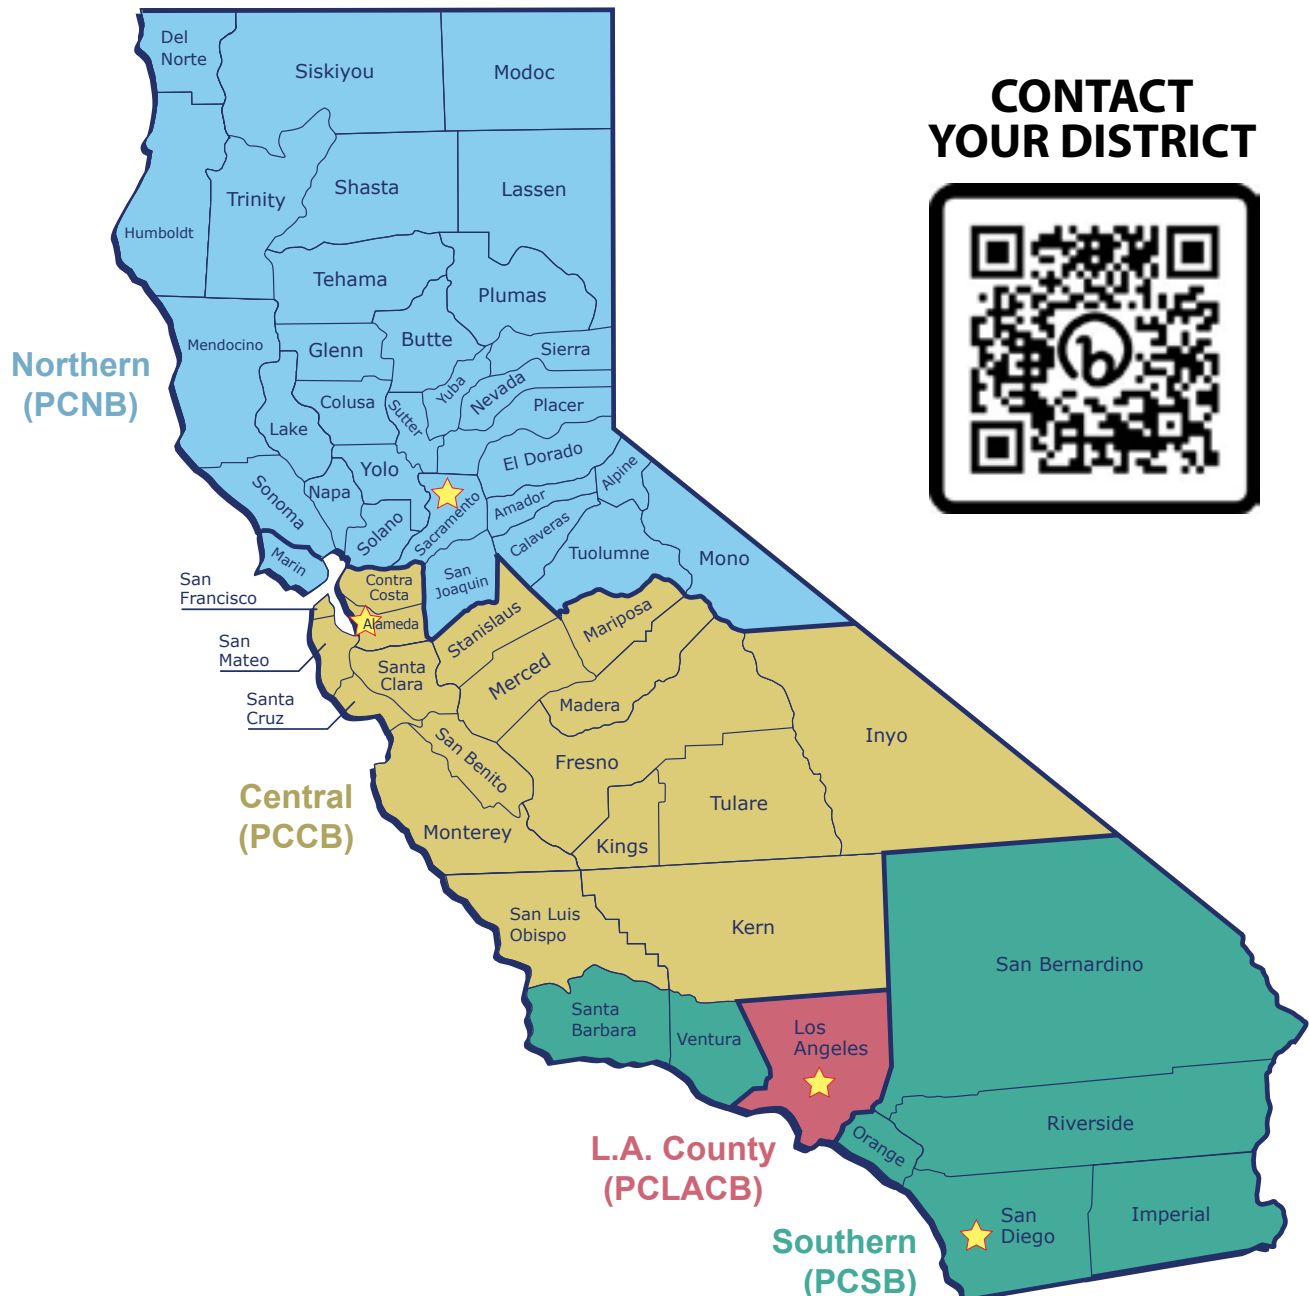 CONTACT
YOUR DISTRICT
Del
Norte
Siskiyou
Modoc
Humboldt
Trinity
Shasta
Lassen
Tehama
Plumas
Mendocino
Glenn
Butte
Sierra
Northern
(PCNB)
Colusa
Sutter
Yuba
Nevada
Placer
Lake
Yolo
El Dorado
Alpine
Sonoma
Napa
Solano
Sacramento
Amador
Calaveras
Tuolumne
Mono
Marin
San
Joaquin
San
Francisco
Contra
Costa
Alameda
Stanislaus
Mariposa
San
Mateo
Santa
Clara
Merced
Santa
Cruz
Madera
San Benito
Fresno
Inyo
Central
(PCCB)
Monterey
Kings
Tulare
San Luis
Obispo
Kern
San Bernardino
Santa
Barbara
Ventura
Los
Angeles
L.A. County
(PCLACB)
Orange
Riverside
Southern
(PCSB)
San
Diego
Imperial